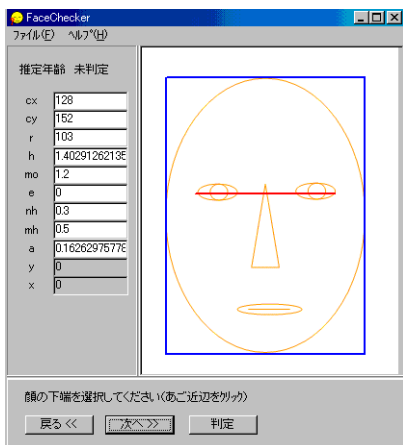 FaceChecker
ファイル(F) ヘルプ(H)
推定年齢 未判定
cx 128
cy 152
r 103
h 1.40291262135
mo 1.2
e 0
nh 0.3
mh 0.5
a 0.16262975778
y 0
x 0
顔の下端を選択してください(あご近辺をクリック)
戻る << 次へ >> 判定